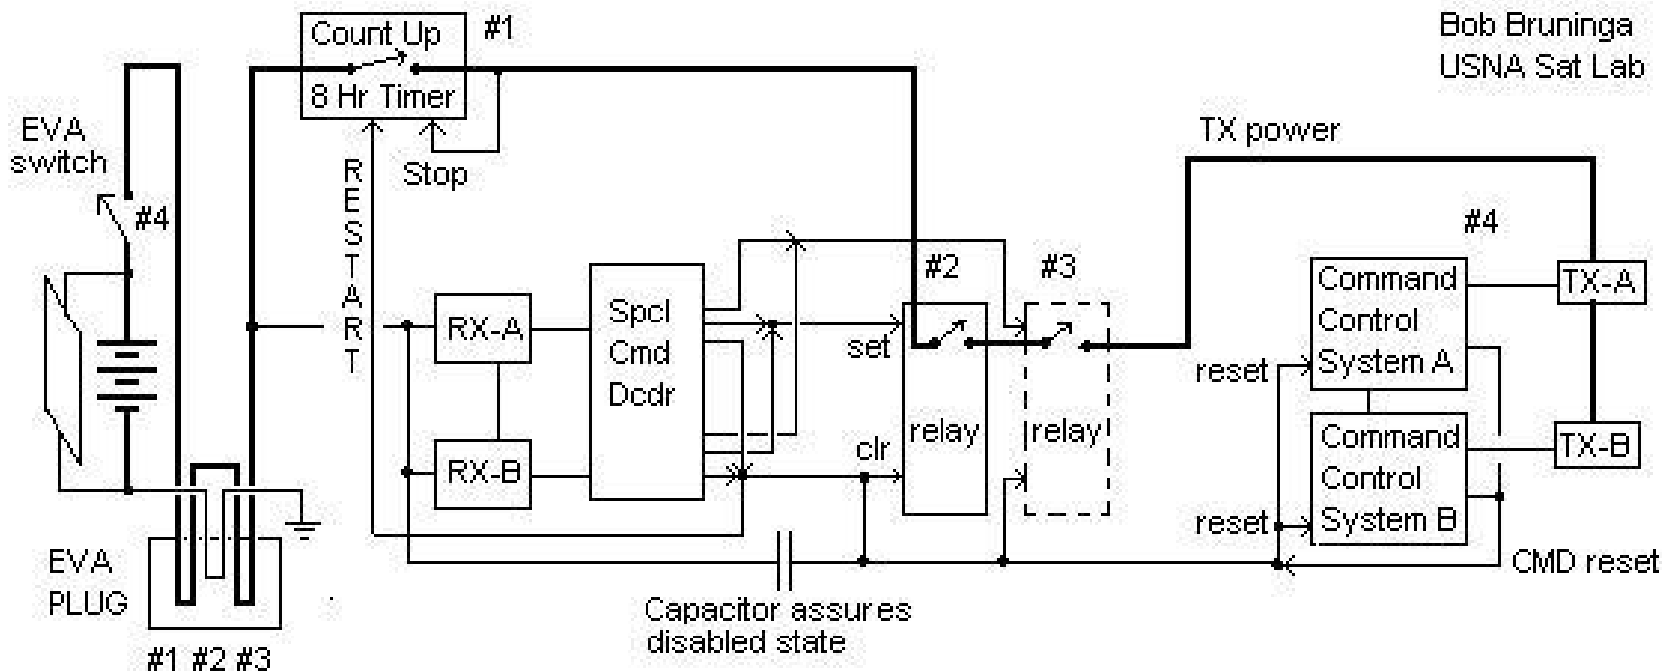 Count Up
8 Hr Timer
#1
Bob Bruninga
USNA Sat Lab
EVA
switch
#4
RESTART
Stop
TX power
#4
RX-A
RX-B
Spcl
Cmd
Dcdr
set
clr
#2
relay
#3
relay
reset
Command
Control
System A
TX-A
reset
Command
Control
System B
TX-B
CMD reset
EVA
PLUG
#1 #2 #3
Capacitor assures
disabled state